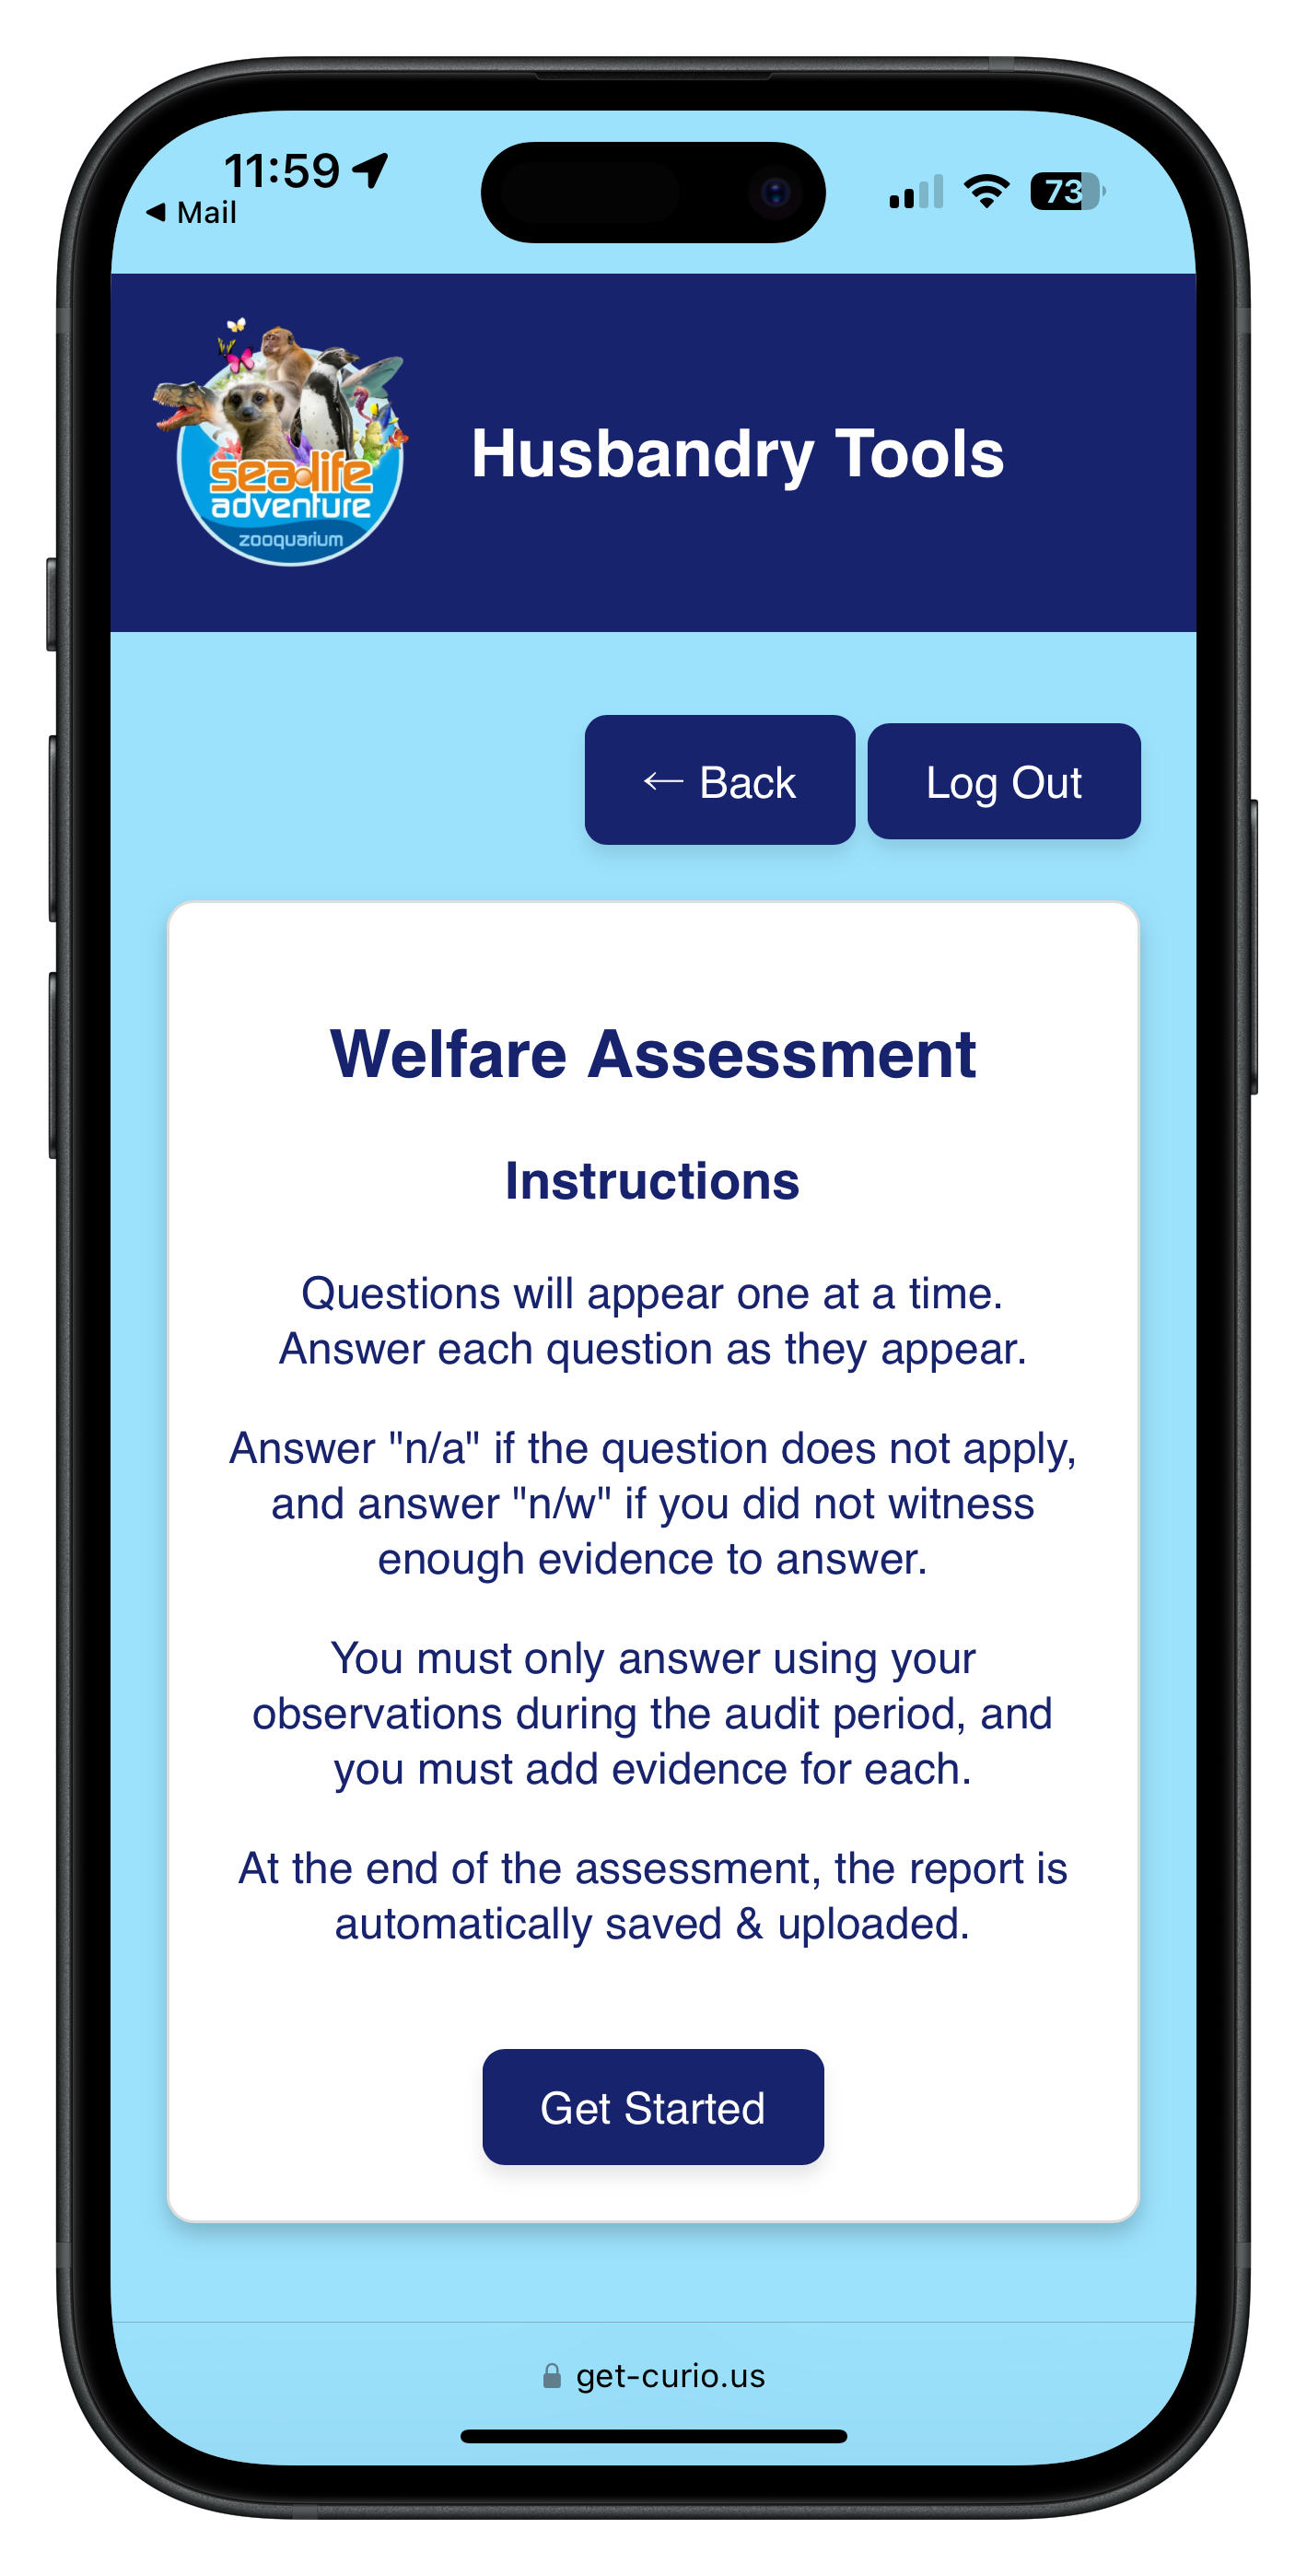 11:59
◀ Mail
73
sea life
adventure
zooquarium
Husbandry Tools
← Back
Log Out
Welfare Assessment
Instructions
Questions will appear one at a time.
Answer each question as they appear.
Answer "n/a" if the question does not apply,
and answer "n/w" if you did not witness
enough evidence to answer.
You must only answer using your
observations during the audit period, and
you must add evidence for each.
At the end of the assessment, the report is
automatically saved & uploaded.
Get Started
get-curio.us